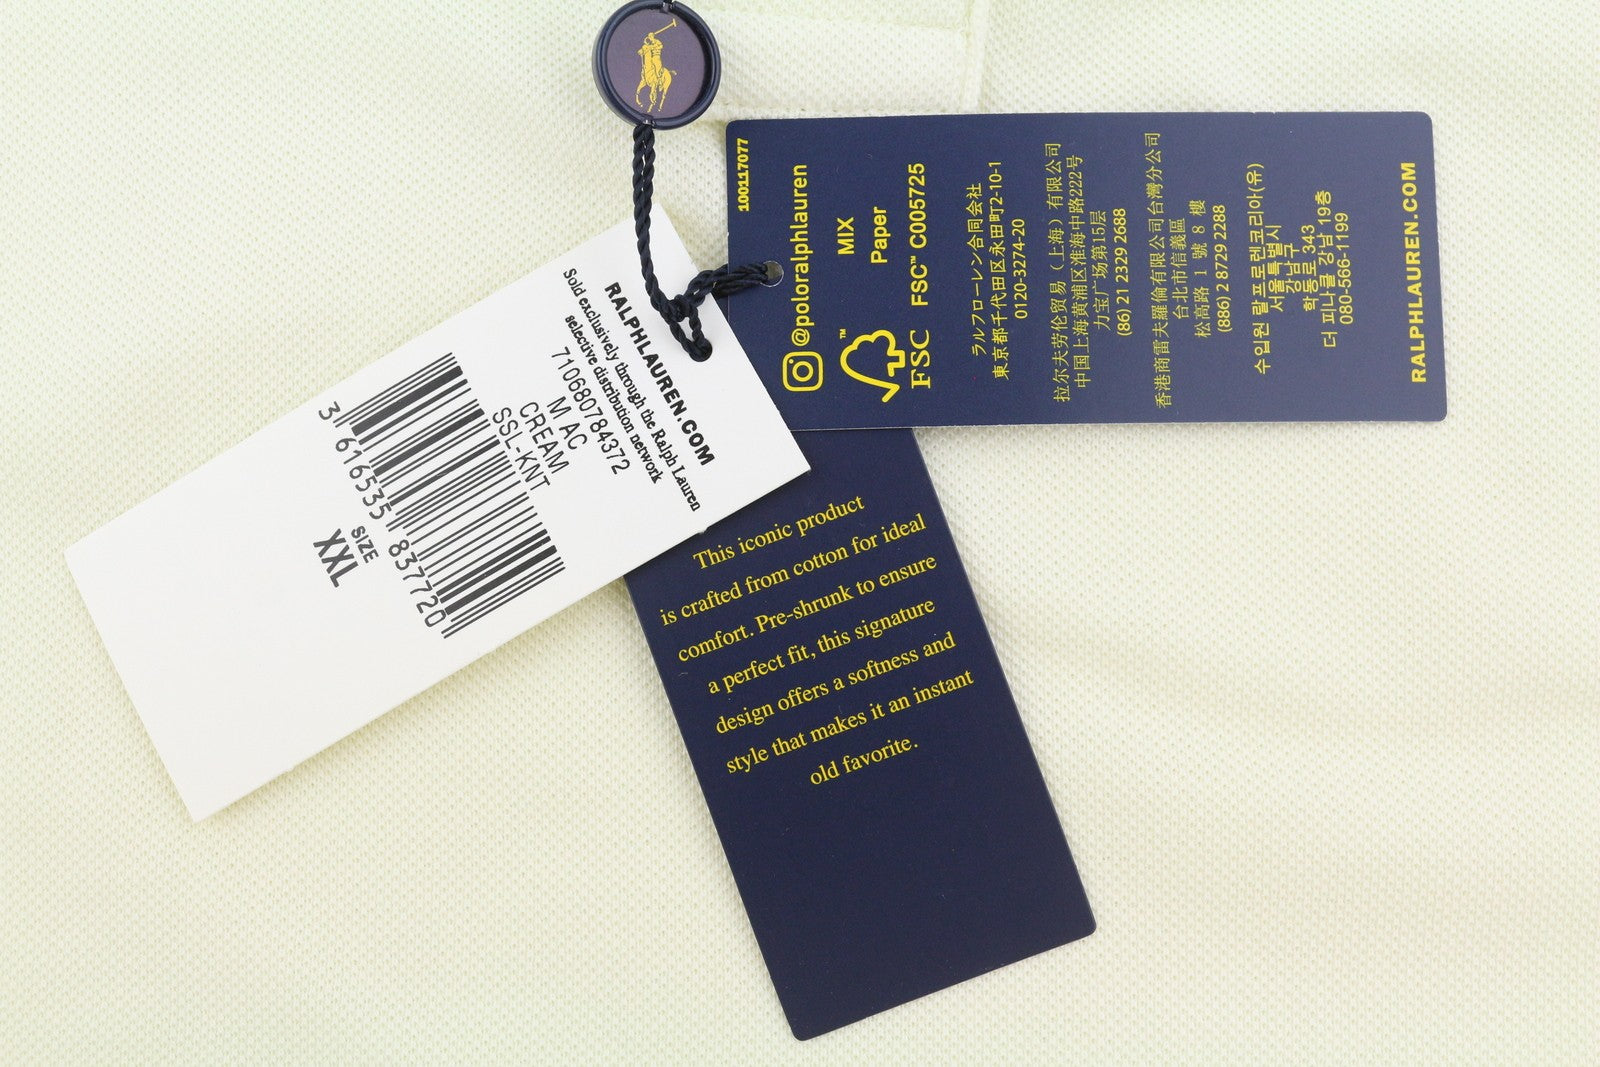 RALPHLAUREN.COM
Sold exclusively through the Ralph Lauren
selective distribution network
710680784372
M AC
CREAM
SSL-KNT
3 616535 837720
SIZE
XXL
100117077
@poloralphlauren
MIX
Paper
FSC™ C005725
™
FSC
ラルフローレン合同会社
東京都千代田区永田町2-10-1
0120-3274-20
拉尔夫劳伦贸易（上海）有限公司
中国上海黄浦区淮海中路222号
力宝广场第15层
(86) 21 2329 2688
香港商雷夫羅倫有限公司台灣分公司
台北市信義區
松高路 1 號 8 樓
(886) 2 8729 2288
수입원 랄프로렌코리아(유)
서울특별시
강남구
학동로 343
더 피나클 강남 19층
080-566-1199
RALPHLAUREN.COM
This iconic product
is crafted from cotton for ideal
comfort. Pre-shrunk to ensure
a perfect fit, this signature
design offers a softness and
style that makes it an instant
old favorite.